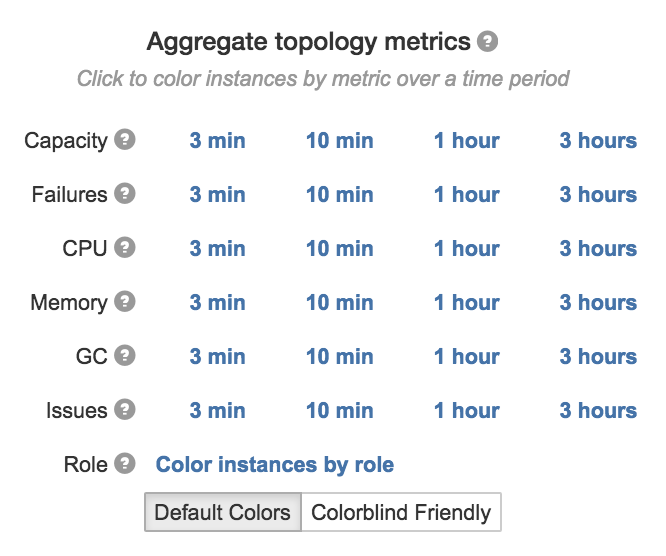 Aggregate topology metrics ?
Click to color instances by metric over a time period
Capacity ? 3 min 10 min 1 hour 3 hours
Failures ? 3 min 10 min 1 hour 3 hours
CPU ? 3 min 10 min 1 hour 3 hours
Memory ? 3 min 10 min 1 hour 3 hours
GC ? 3 min 10 min 1 hour 3 hours
Issues ? 3 min 10 min 1 hour 3 hours
Role ? Color instances by role
Default Colors Colorblind Friendly